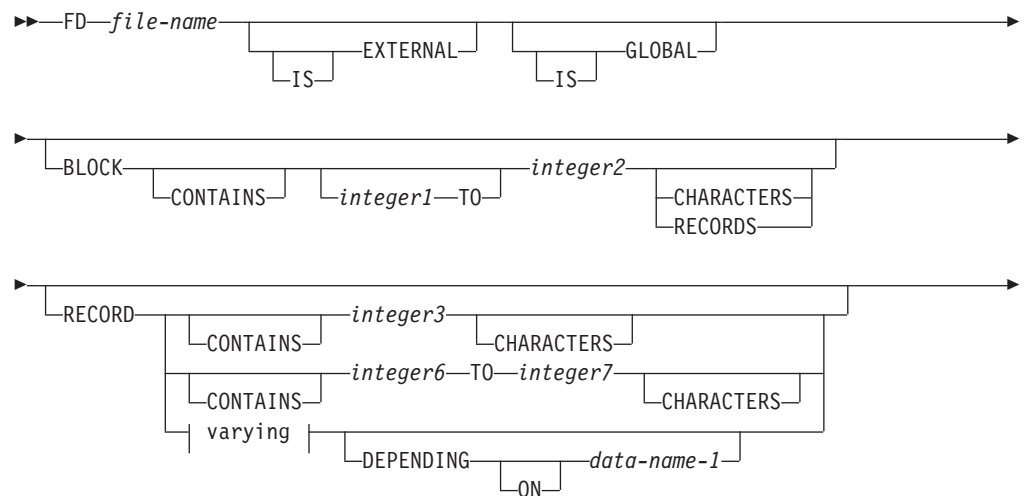 FD file-name EXTERNAL GLOBAL
IS IS
BLOCK integer2
CONTAINS integer1 TO CHARACTERS
RECORDS
RECORD integer3
CONTAINS CHARACTERS
integer6 TO integer7
CONTAINS CHARACTERS
varying
DEPENDING data-name-1
ON